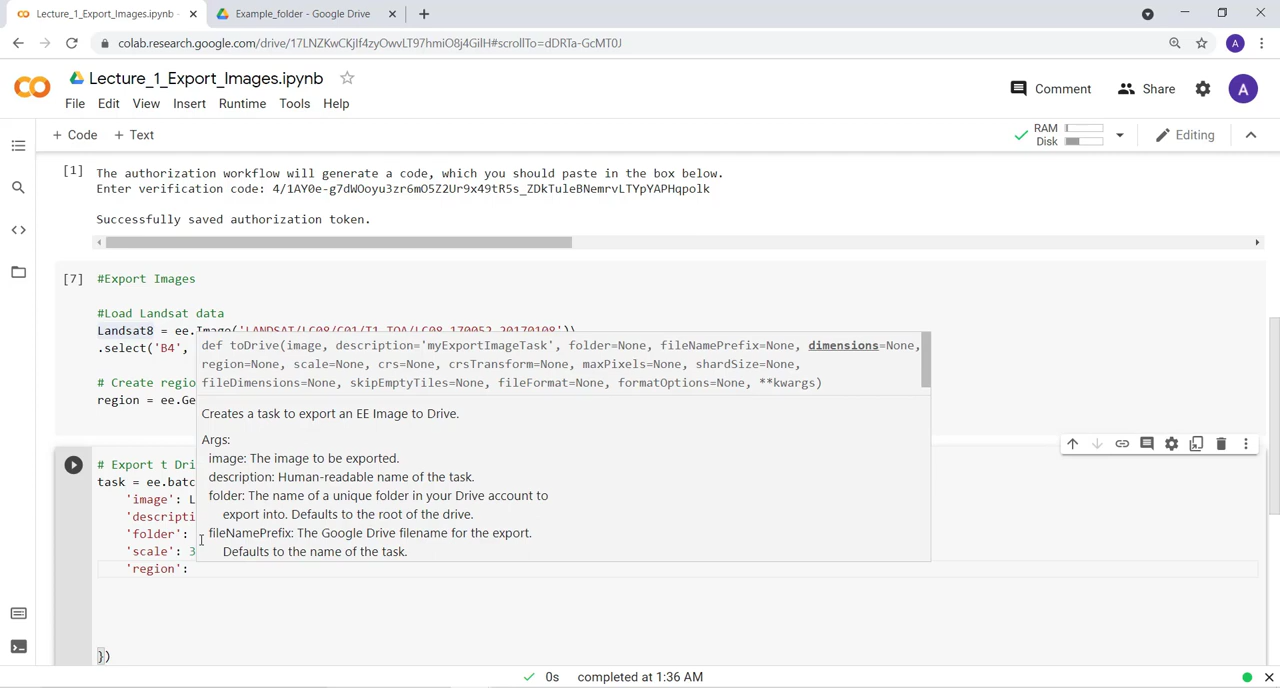 Lecture_1_Export_Images.ipynb -
Example_folder - Google Drive
colab.research.google.com/drive/17LNZKwCKjIf4zyOwvLT97hmiO8j4GilH#scrollTo=dDRTa-GcMT0J
A
Lecture_1_Export_Images.ipynb
File Edit View Insert Runtime Tools Help
Comment
Share
A
+ Code + Text
RAM
Disk
Editing
[1] The authorization workflow will generate a code, which you should paste in the box below.
Enter verification code: 4/1AY0e-g7dWOoyu3zr6mO5Z2Ur9x49tR5s_ZDkTuleBNemrvLTYpYAPHqpolk
Successfully saved authorization token.
[7] #Export Images
#Load Landsat data
Landsat8 = ee.Image('LANDSAT/LC08/C01/T1_TOA/LC08_170052_20170108')\
.select('B4',
# Create regio
region = ee.Ge
def toDrive(image, description='myExportImageTask', folder=None, fileNamePrefix=None, dimensions=None,
region=None, scale=None, crs=None, crsTransform=None, maxPixels=None, shardSize=None,
fileDimensions=None, skipEmptyTiles=None, fileFormat=None, formatOptions=None, **kwargs)
Creates a task to export an EE Image to Drive.
Args:
image: The image to be exported.
description: Human-readable name of the task.
folder: The name of a unique folder in your Drive account to
export into. Defaults to the root of the drive.
fileNamePrefix: The Google Drive filename for the export.
Defaults to the name of the task.
# Export t Dri
task = ee.batc
'image': L
'descripti
'folder':
'scale': 3
'region':
})
0s completed at 1:36 AM